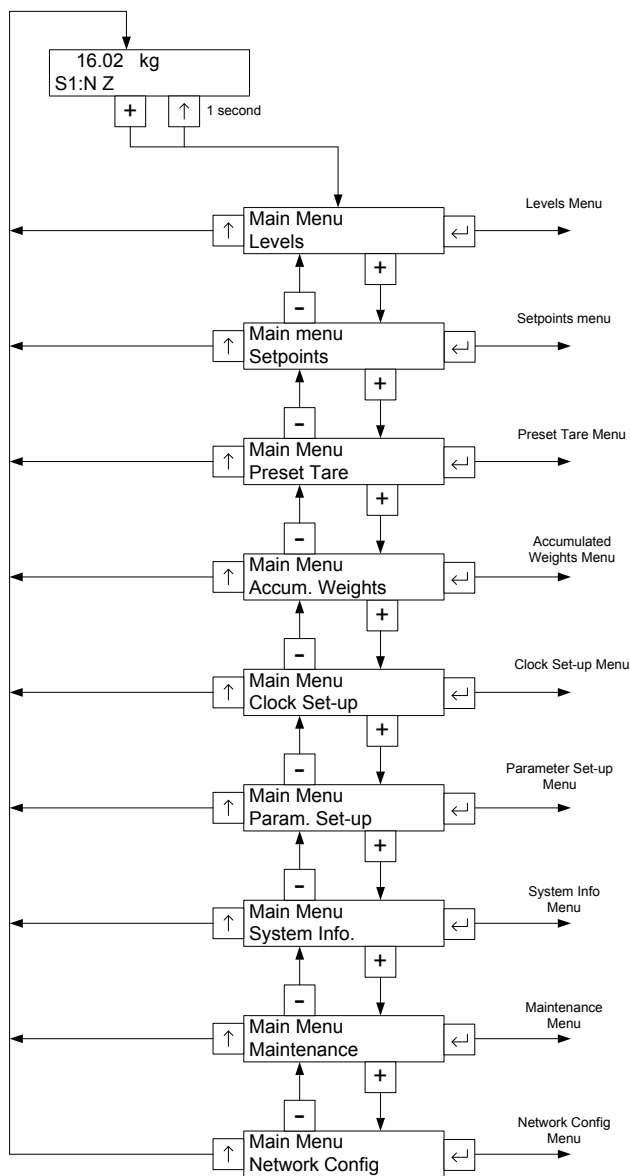 16.02 kg
S1:N Z
+ ↑ 1 second
Levels Menu
Main Menu
↑ ↵
Levels
+
-
Setpoints menu
Main menu
↑ ↵
Setpoints
+
-
Preset Tare Menu
Main Menu
↑ ↵
Preset Tare
+
-
Accumulated
Weights Menu
Main Menu
↑ ↵
Accum. Weights
+
-
Clock Set-up Menu
Main Menu
↑ ↵
Clock Set-up
+
-
Parameter Set-up
Menu
Main Menu
↑ ↵
Param. Set-up
+
-
System Info
Menu
Main Menu
↑ ↵
System Info.
+
-
Maintenance
Menu
Main Menu
↑ ↵
Maintenance
+
-
Network Config
Menu
Main Menu
↑ ↵
Network Config